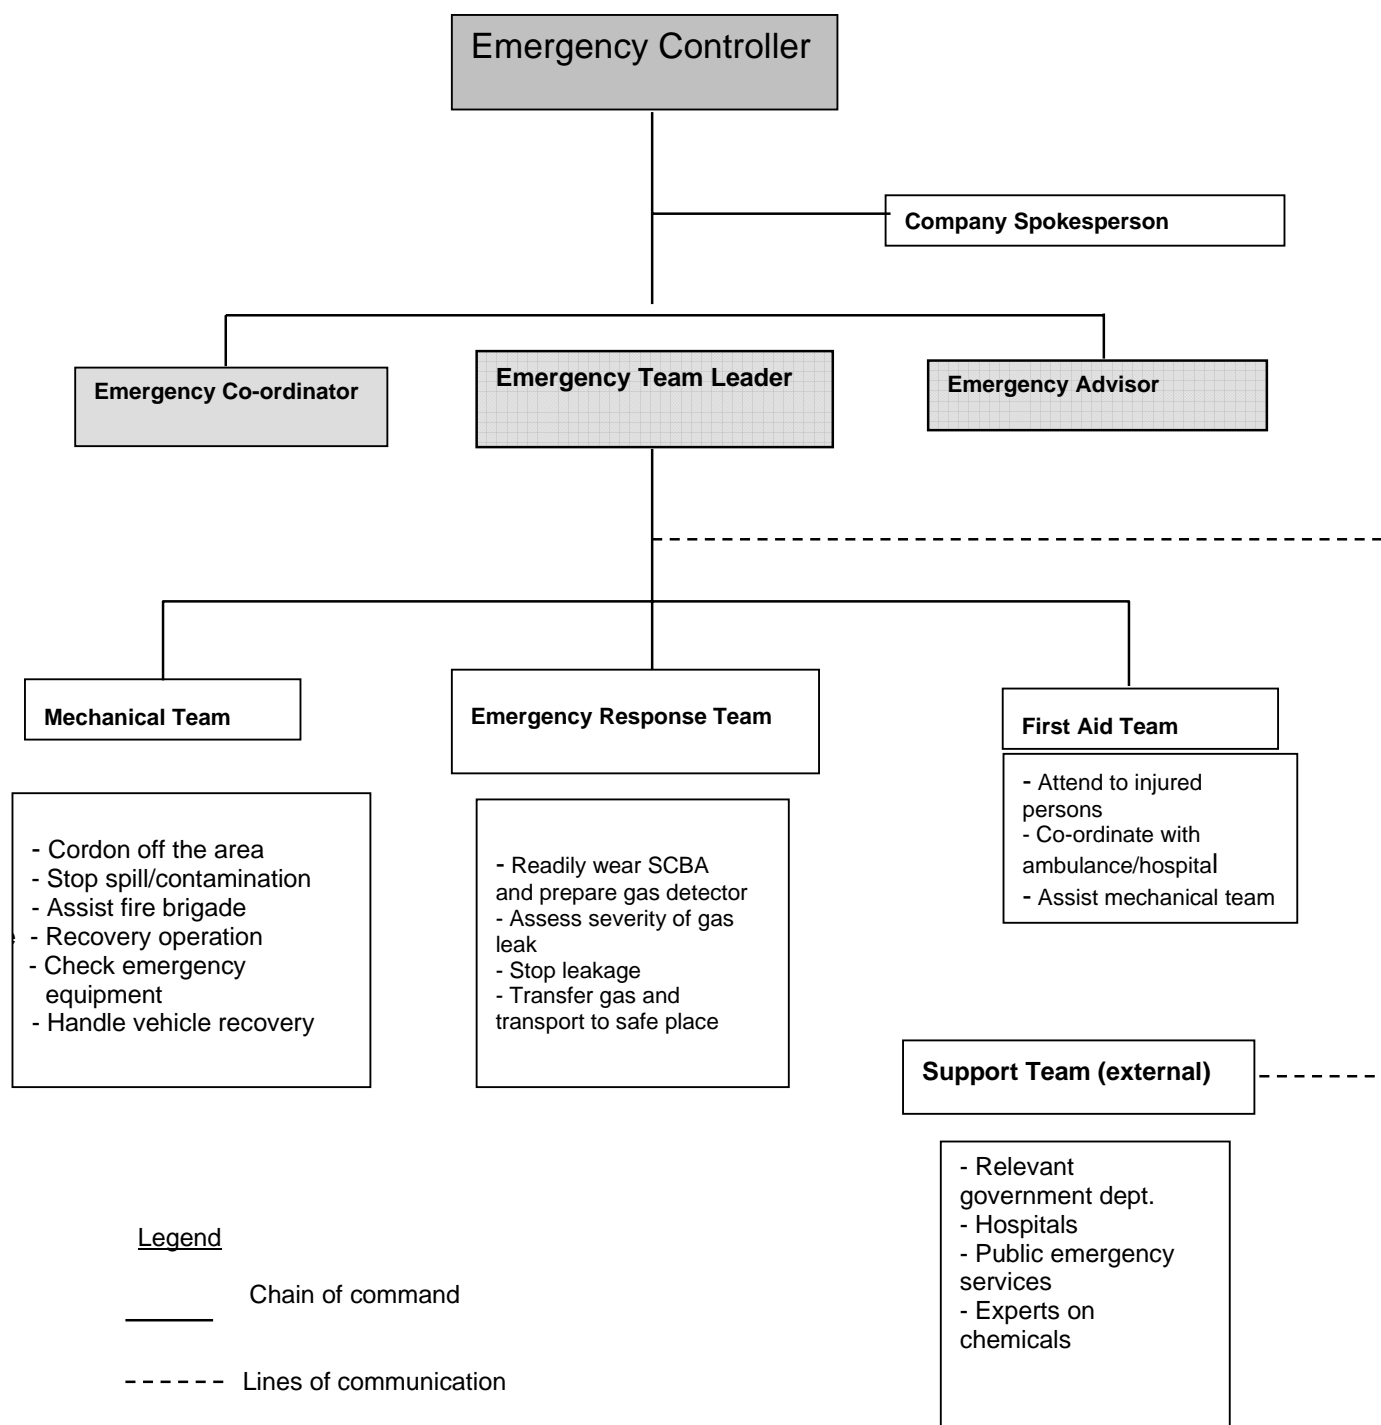 Emergency Controller
Company Spokesperson
Emergency Co-ordinator
Emergency Team Leader
Emergency Advisor
Mechanical Team
Emergency Response Team
First Aid Team
- Cordon off the area
- Stop spill/contamination
- Assist fire brigade
- Recovery operation
- Check emergency
equipment
- Handle vehicle recovery
- Readily wear SCBA
and prepare gas detector
- Assess severity of gas
leak
- Stop leakage
- Transfer gas and
transport to safe place
- Attend to injured
persons
- Co-ordinate with
ambulance/hospital
- Assist mechanical team
Support Team (external)
- Relevant
government dept.
- Hospitals
- Public emergency
services
- Experts on
chemicals
Legend
Chain of command
Lines of communication